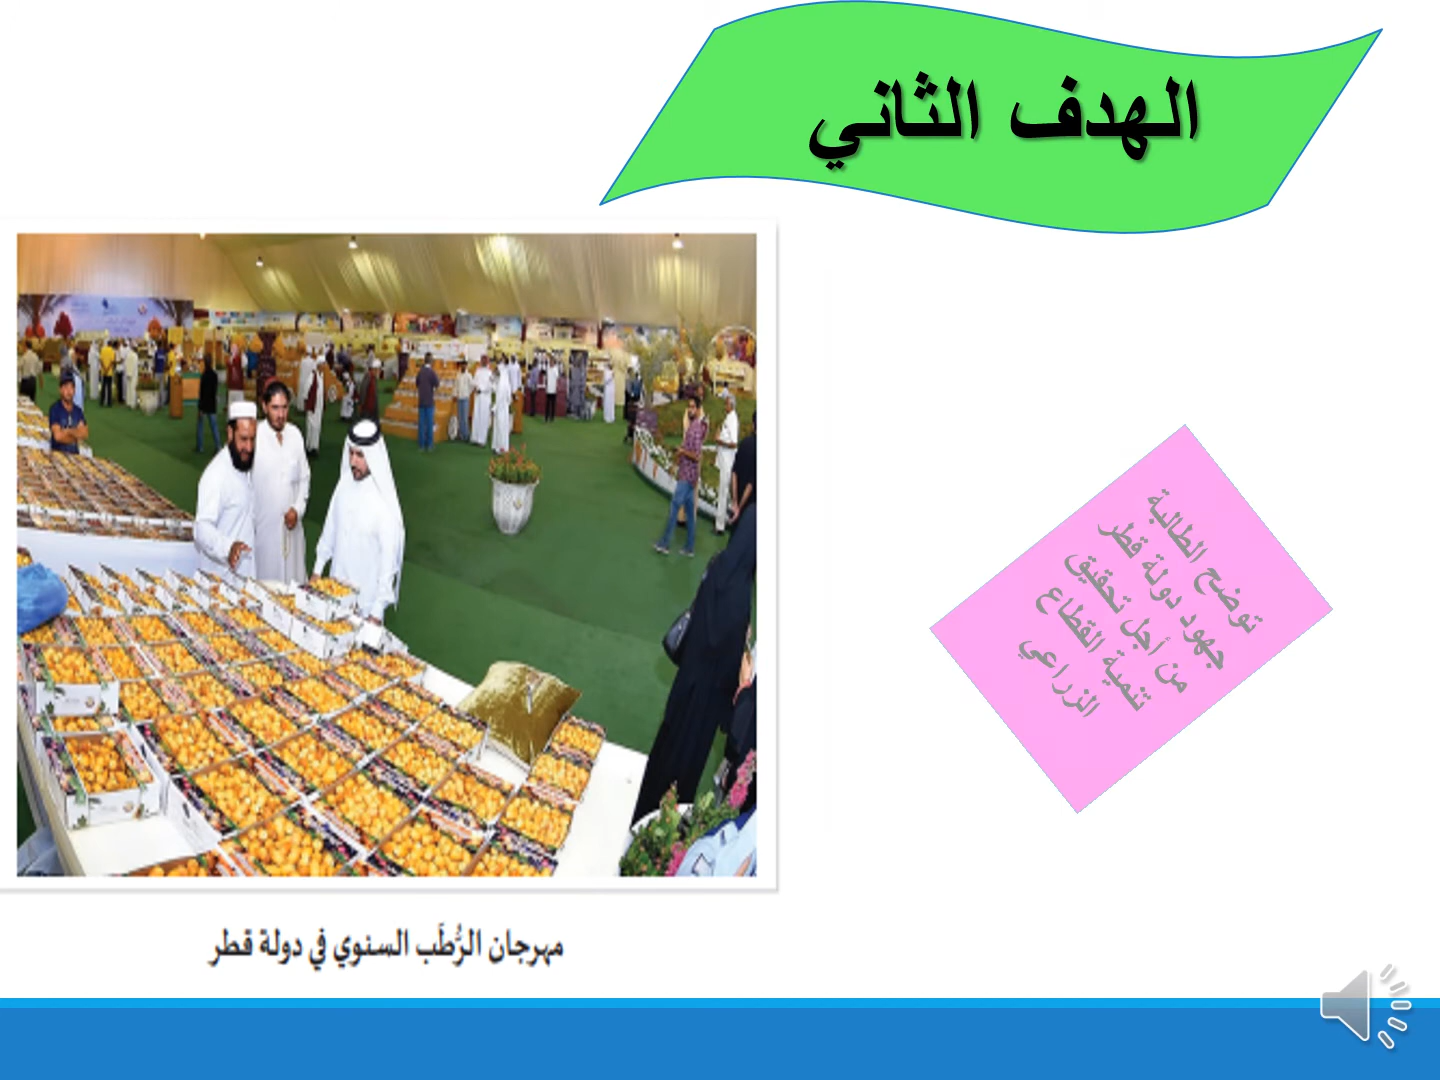 الهدف الثاني
توضح الطالبة
جهود دولة قطر
من أجل تحقيق
تنمية القطاع
الزراعي
مهرجان الرُّطَب السنوي في دولة قطر